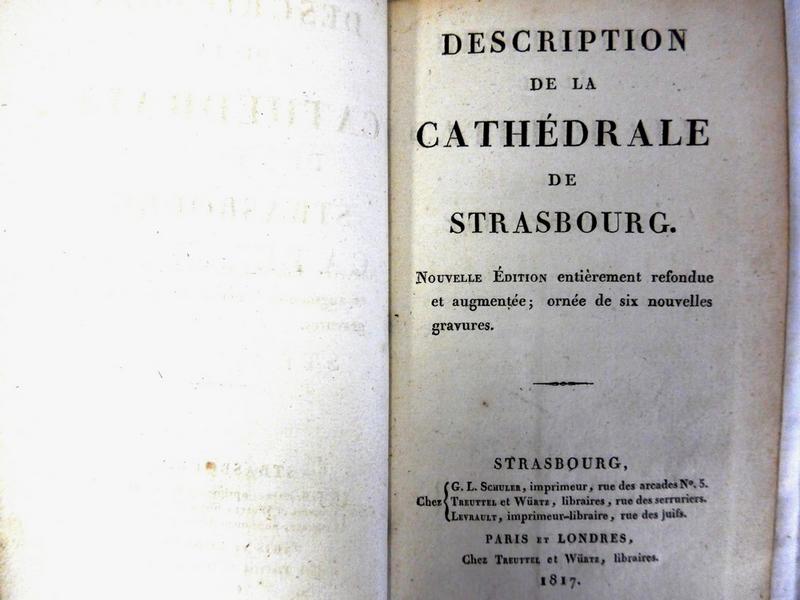 DESCRIPTION
DE LA
CATHÉDRALE
DE
STRASBOURG.
NOUVELLE ÉDITION entièrement refondue
et augmentée; ornée de six nouvelles
gravures.
STRASBOURG,
G. L. SCHULER, imprimeur, rue des arcades Nº. 5.
Chez TREUTTEL et WÜRTZ, libraires, rue des serruriers.
LEVRAULT, imprimeur-libraire, rue des juifs.
PARIS ET LONDRES,
Chez TREUTTEL et WÜRTZ, libraires.
1817.